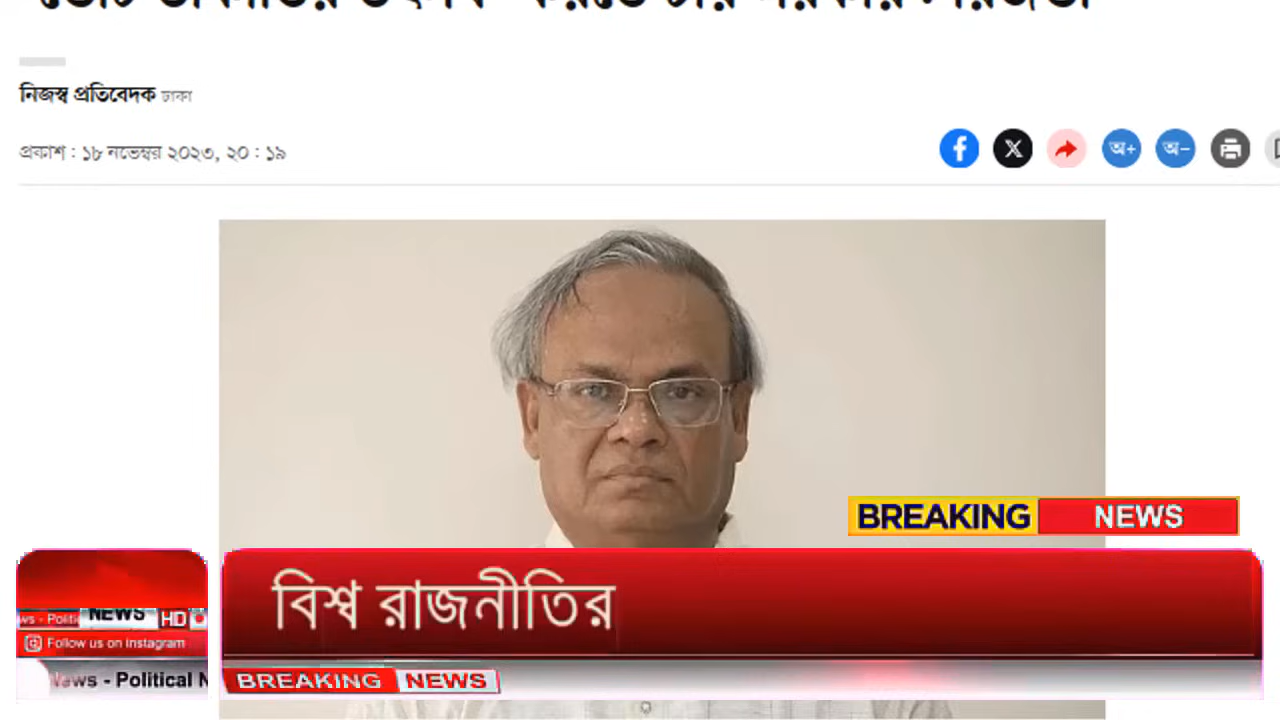 নিজস্ব প্রতিবেদক ঢাকা
প্রকাশ : ১৮ নভেম্বর ২০২৩, ২০ : ১৯
অ+ অ−
BREAKING NEWS
বিশ্ব রাজনীতির
NEWS HD
Follow us on Instagram
News - Political N
BREAKING NEWS